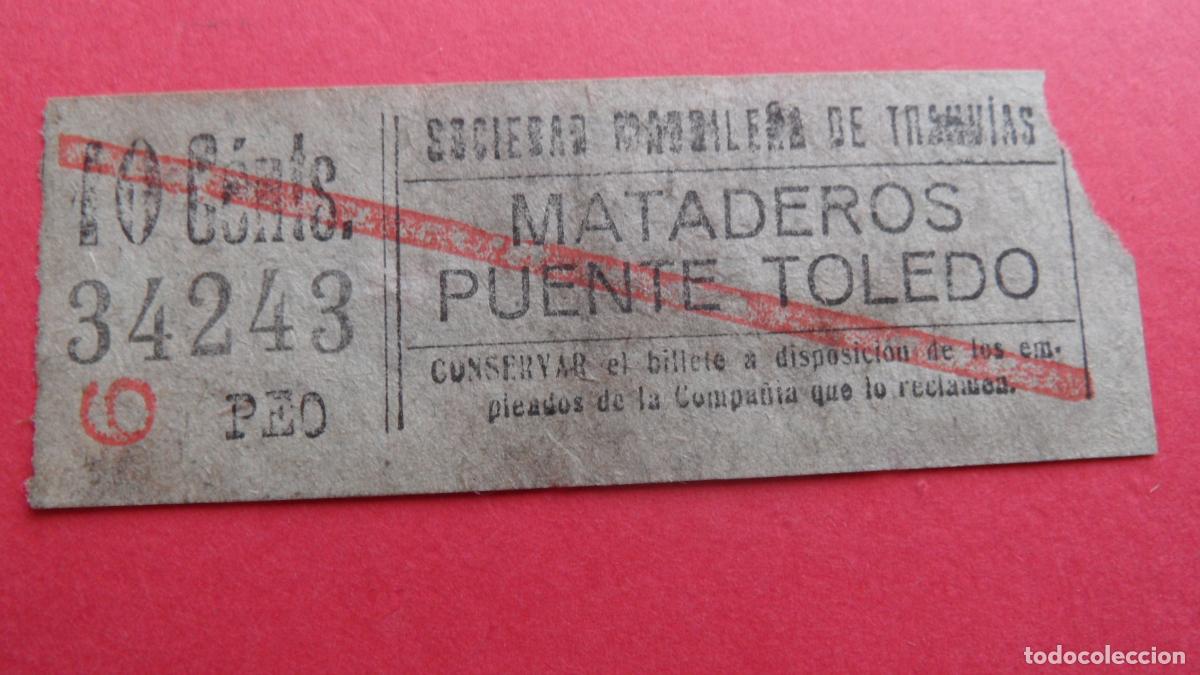 10 Cénts.
34243
6 PEO
SOCIEDAD MADRILEÑA DE TRANVÍAS
MATADEROS
PUENTE TOLEDO
CONSERVAR el billete a disposición de los em-
pleados de la Compañía que lo reclamen.
todocoleccion